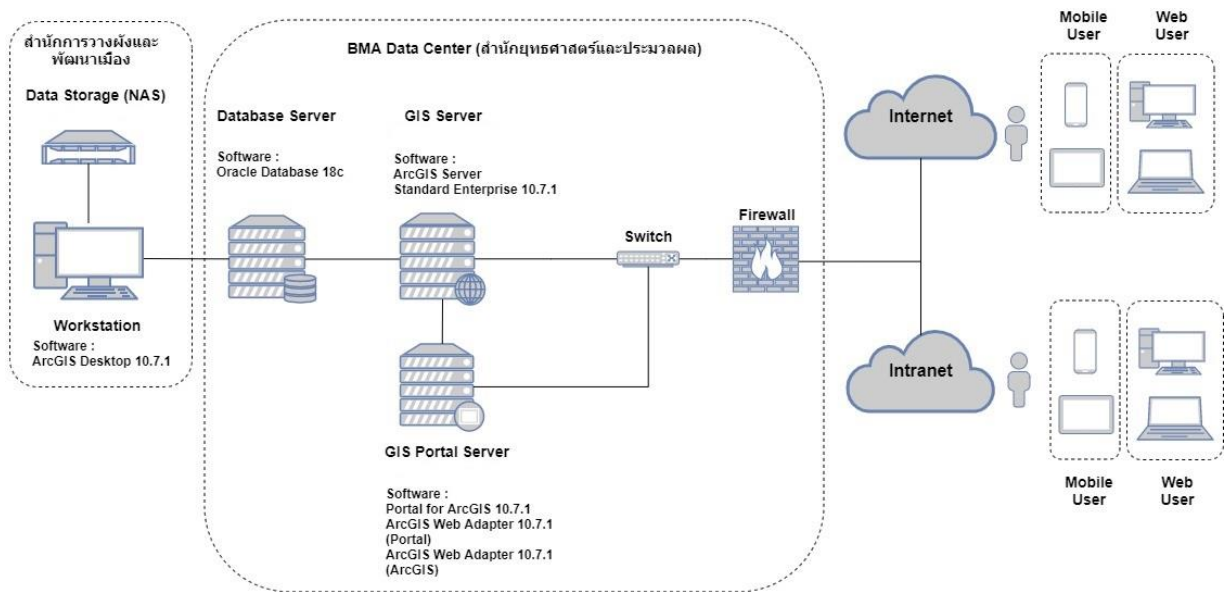 สำนักการวางผังและ
พัฒนาเมือง
Data Storage (NAS)
Workstation
Software :
ArcGIS Desktop 10.7.1
BMA Data Center (สำนักยุทธศาสตร์และประมวลผล)
Database Server
Software :
Oracle Database 18c
GIS Server
Software :
ArcGIS Server
Standard Enterprise 10.7.1
GIS Portal Server
Software :
Portal for ArcGIS 10.7.1
ArcGIS Web Adapter 10.7.1
(Portal)
ArcGIS Web Adapter 10.7.1
(ArcGIS)
Switch
Firewall
Internet
Mobile
User
Web
User
Intranet
Mobile
User
Web
User